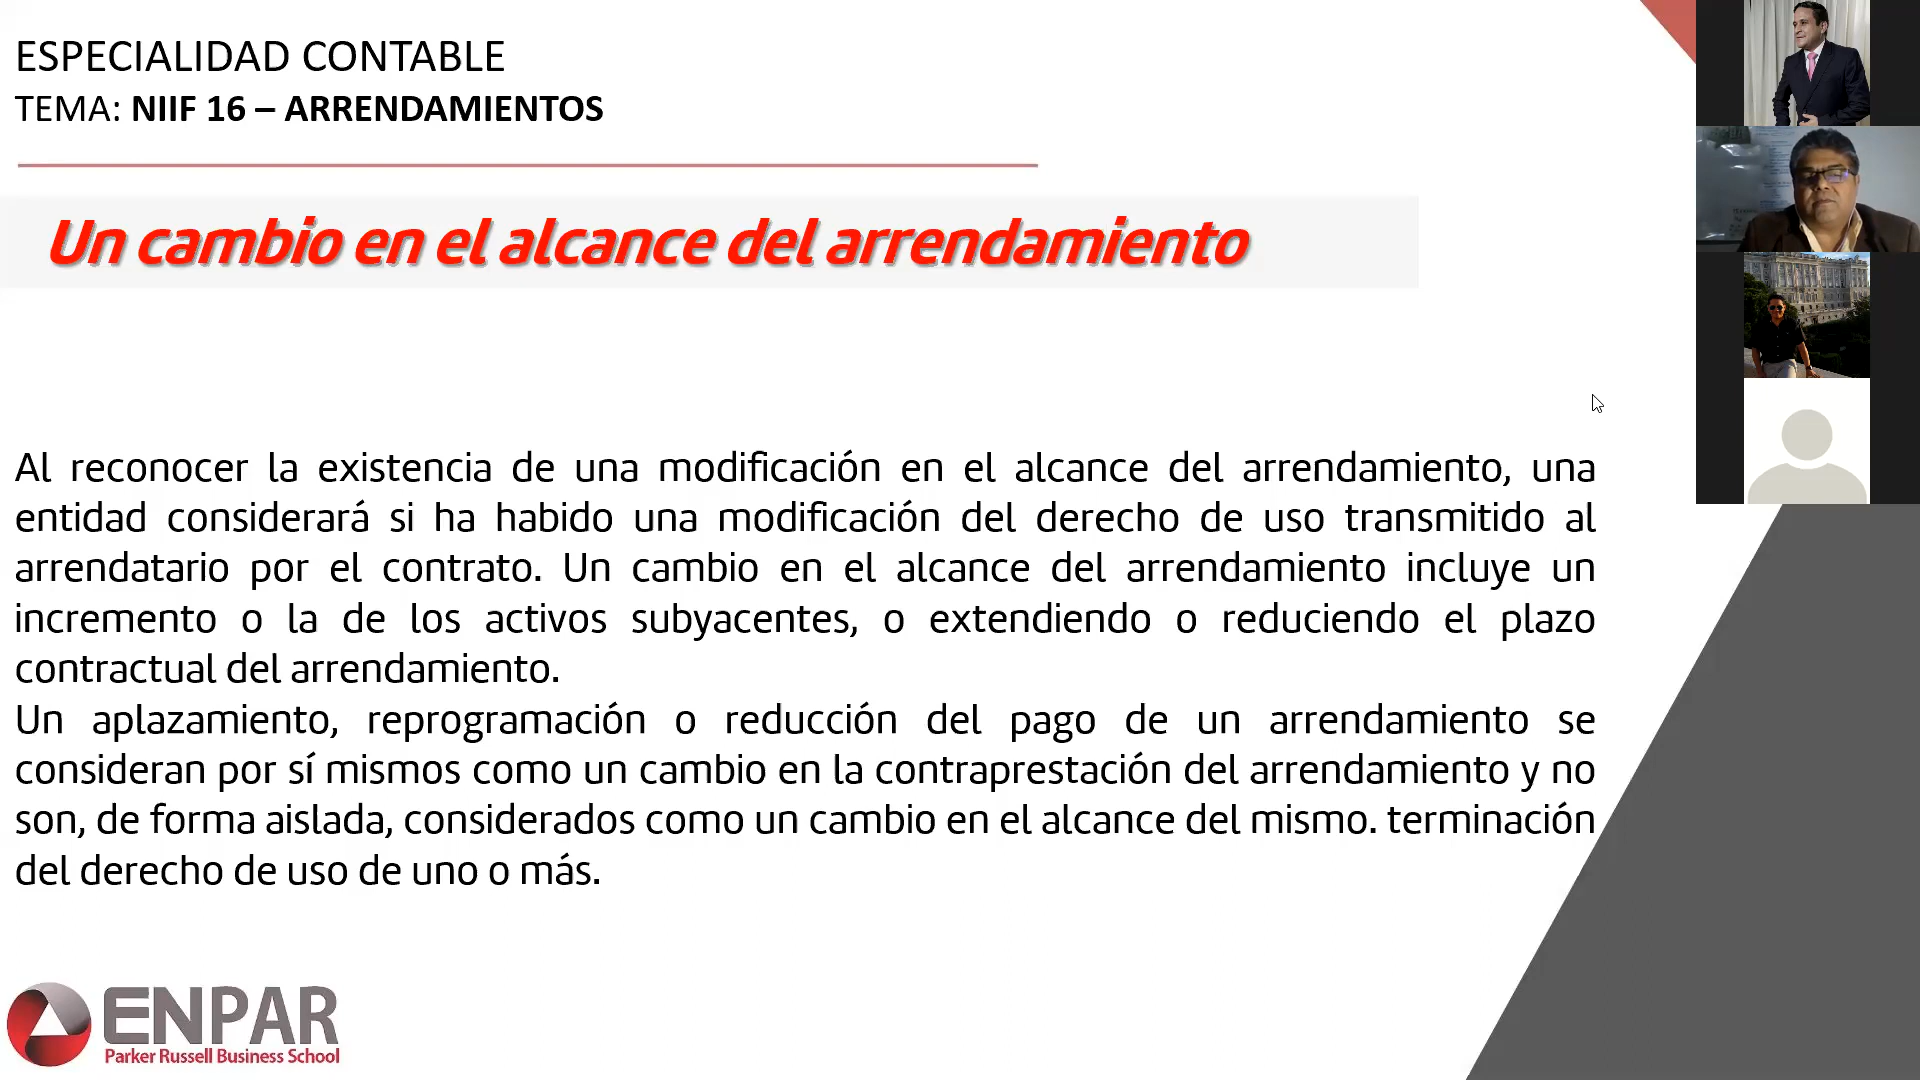 ESPECIALIDAD CONTABLE
TEMA: NIIF 16 – ARRENDAMIENTOS
Un cambio en el alcance del arrendamiento
Al reconocer la existencia de una modificación en el alcance del arrendamiento, una
entidad considerará si ha habido una modificación del derecho de uso transmitido al
arrendatario por el contrato. Un cambio en el alcance del arrendamiento incluye un
incremento o la de los activos subyacentes, o extendiendo o reduciendo el plazo
contractual del arrendamiento.
Un aplazamiento, reprogramación o reducción del pago de un arrendamiento se
consideran por sí mismos como un cambio en la contraprestación del arrendamiento y no
son, de forma aislada, considerados como un cambio en el alcance del mismo. terminación
del derecho de uso de uno o más.
ENPAR
Parker Russell Business School